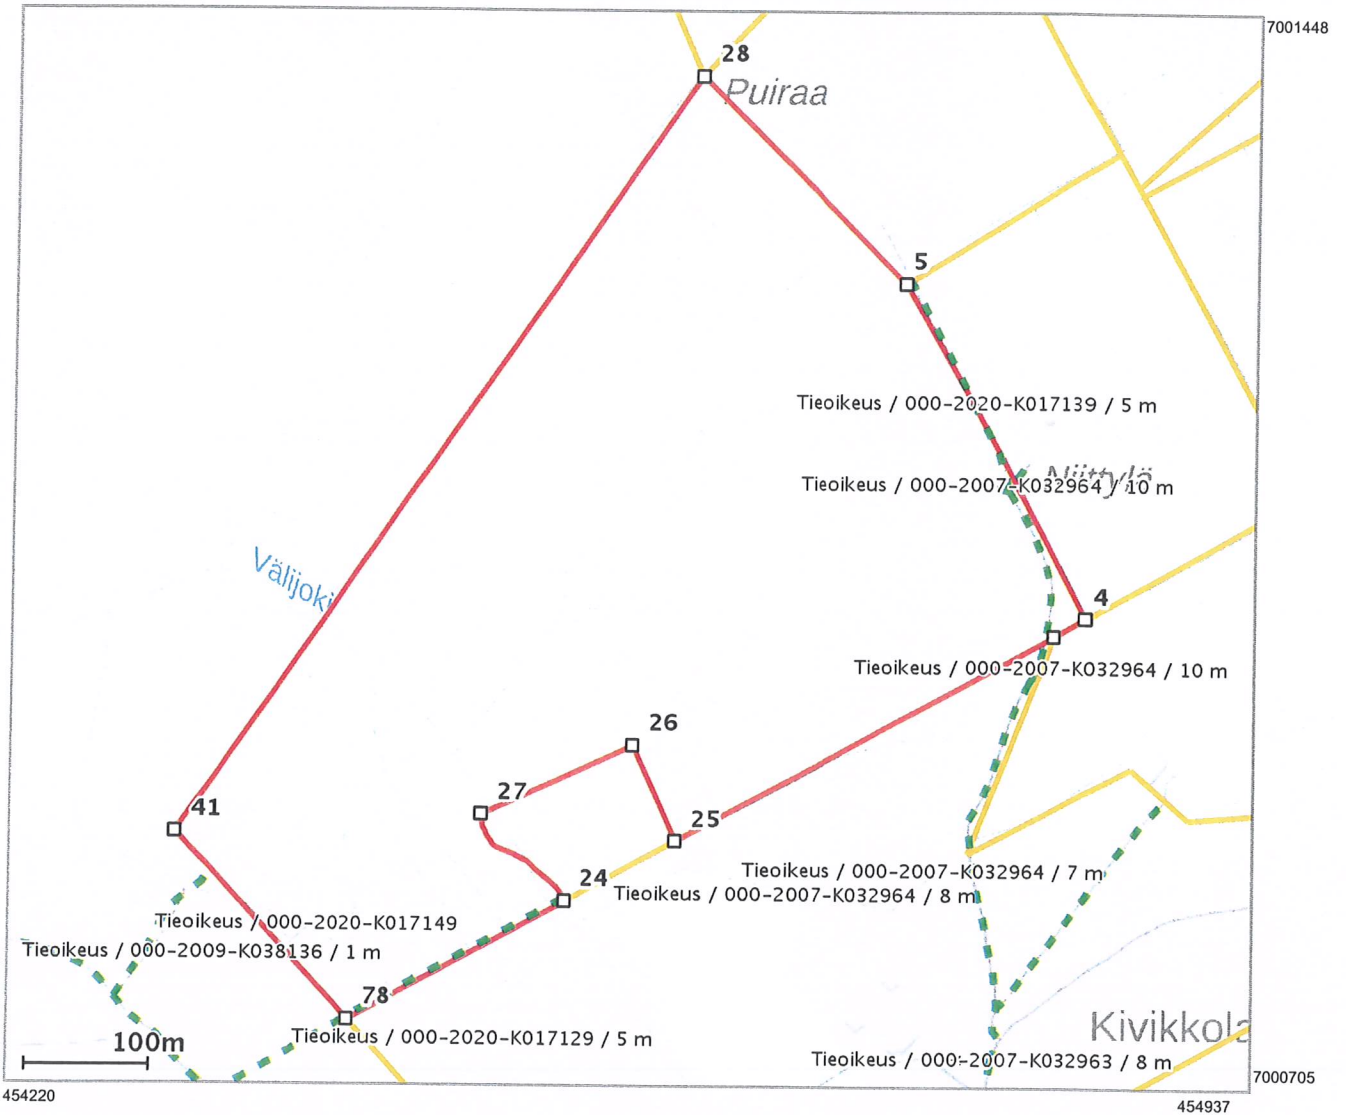 7001448
28
Puiraa
5
Tieoikeus / 000-2020-K017139 / 5 m
Niittylä
Tieoikeus / 000-2007-K032964 / 10 m
Välijoki
4
Tieoikeus / 000-2007-K032964 / 10 m
26
27
41
25
Tieoikeus / 000-2007-K032964 / 7 m
24
Tieoikeus / 000-2007-K032964 / 8 m
Tieoikeus / 000-2020-K017149
Tieoikeus / 000-2009-K038136 / 1 m
78
Kivikkola
Tieoikeus / 000-2020-K017129 / 5 m
100m
Tieoikeus / 000-2007-K032963 / 8 m
7000705
454220
454937